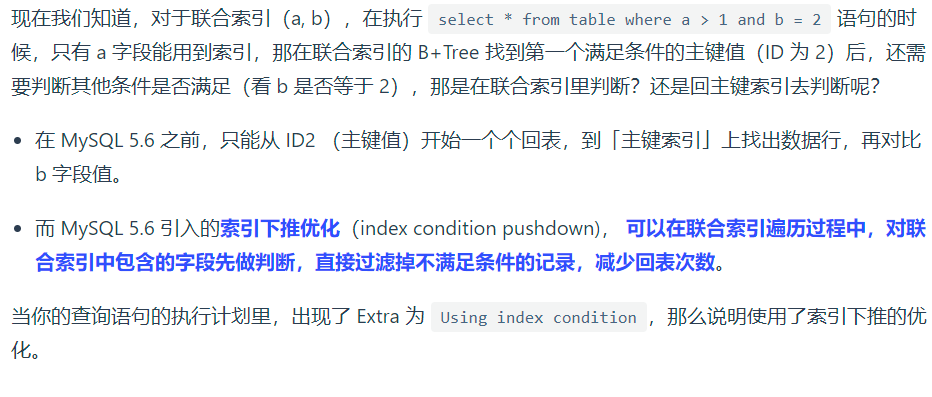 现在我们知道，对于联合索引（a, b），在执行 select * from table where a > 1 and b = 2 语句的时
候，只有 a 字段能用到索引，那在联合索引的 B+Tree 找到第一个满足条件的主键值（ID 为 2）后，还需
要判断其他条件是否满足（看 b 是否等于 2），那是在联合索引里判断？还是回主键索引去判断呢？
• 在 MySQL 5.6 之前，只能从 ID2 （主键值）开始一个个回表，到「主键索引」上找出数据行，再对比
b 字段值。
• 而 MySQL 5.6 引入的索引下推优化（index condition pushdown)， 可以在联合索引遍历过程中，对联
合索引中包含的字段先做判断，直接过滤掉不满足条件的记录，减少回表次数。
当你的查询语句的执行计划里，出现了 Extra 为 Using index condition，那么说明使用了索引下推的优
化。